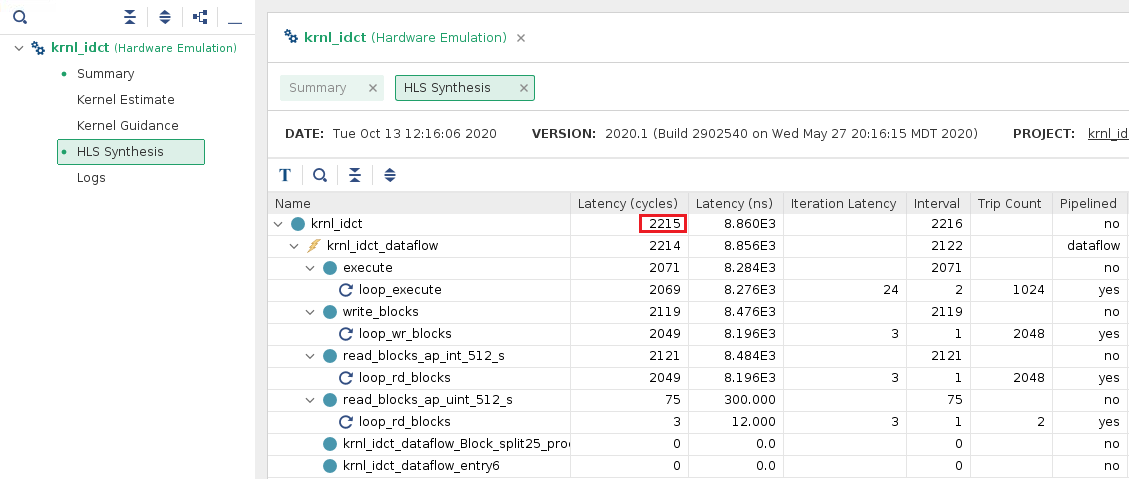 krnl_idct (Hardware Emulation)
Summary
Kernel Estimate
Kernel Guidance
HLS Synthesis
Logs
krnl_idct (Hardware Emulation) ×
Summary × HLS Synthesis ×
DATE: Tue Oct 13 12:16:06 2020 VERSION: 2020.1 (Build 2902540 on Wed May 27 20:16:15 MDT 2020) PROJECT: krnl_id
T
Name Latency (cycles) Latency (ns) Iteration Latency Interval Trip Count Pipelined
krnl_idct 2215 8.860E3 2216 no
krnl_idct_dataflow 2214 8.856E3 2122 dataflow
execute 2071 8.284E3 2071 no
loop_execute 2069 8.276E3 24 2 1024 yes
write_blocks 2119 8.476E3 2119 no
loop_wr_blocks 2049 8.196E3 3 1 2048 yes
read_blocks_ap_int_512_s 2121 8.484E3 2121 no
loop_rd_blocks 2049 8.196E3 3 1 2048 yes
read_blocks_ap_uint_512_s 75 300.000 75 no
loop_rd_blocks 3 12.000 3 1 2 yes
krnl_idct_dataflow_Block_split25_proc 0 0.0 0 no
krnl_idct_dataflow_entry6 0 0.0 0 no